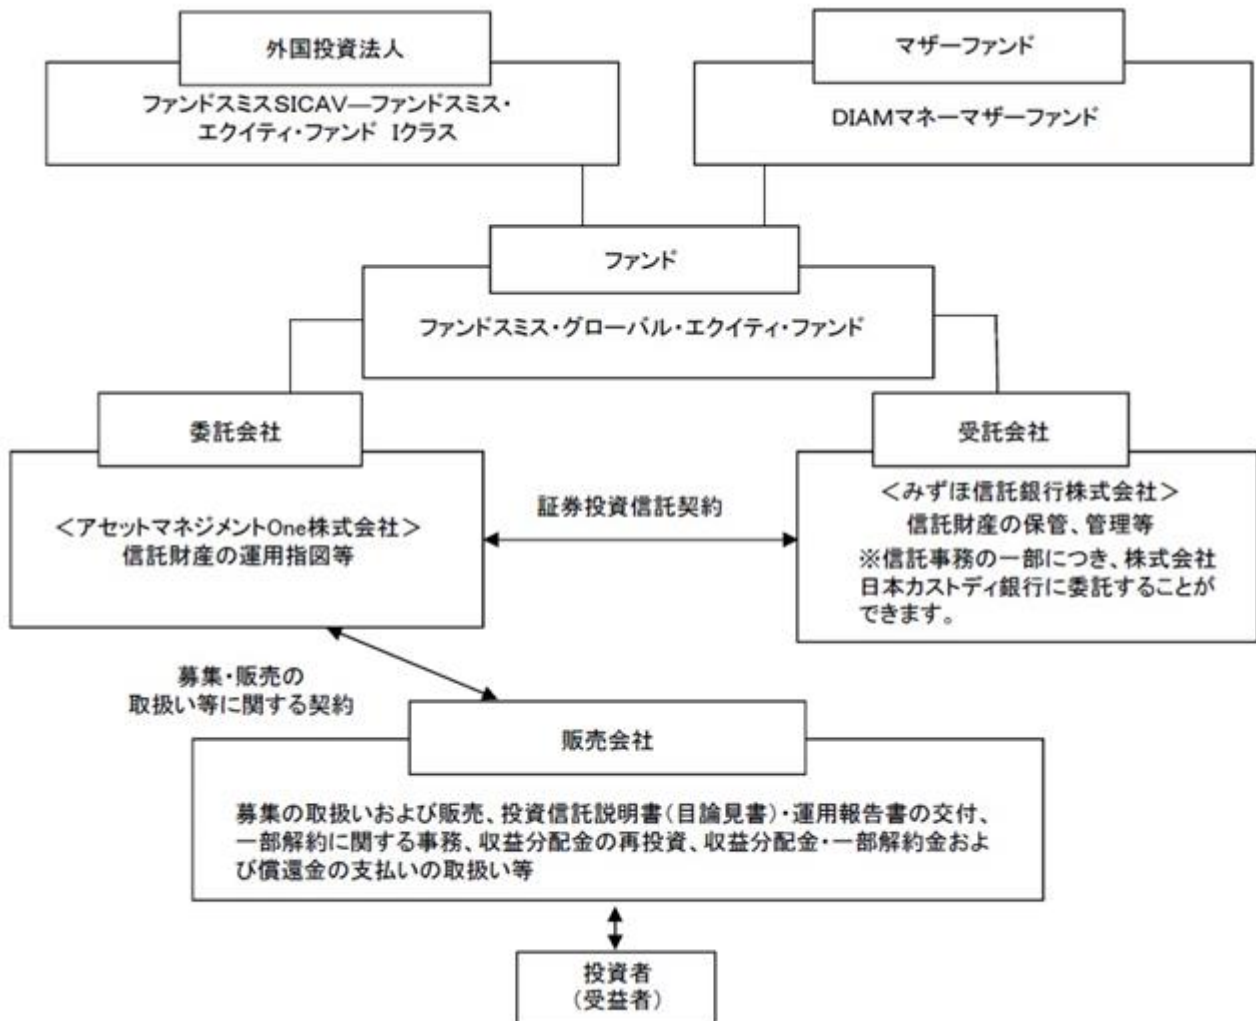 外国投資法人
ファンドスミスSICAV―ファンドスミス・
エクイティ・ファンド Iクラス
マザーファンド
DIAMマネーマザーファンド
ファンド
ファンドスミス・グローバル・エクイティ・ファンド
委託会社
<アセットマネジメントOne株式会社>
信託財産の運用指図等
証券投資信託契約
受託会社
<みずほ信託銀行株式会社>
信託財産の保管、管理等
※信託事務の一部につき、株式会社
日本カストディ銀行に委託することが
できます。
募集・販売の
取扱い等に関する契約
販売会社
募集の取扱いおよび販売、投資信託説明書(目論見書)・運用報告書の交付、
一部解約に関する事務、収益分配金の再投資、収益分配金・一部解約金およ
び償還金の支払いの取扱い等
投資者
(受益者)